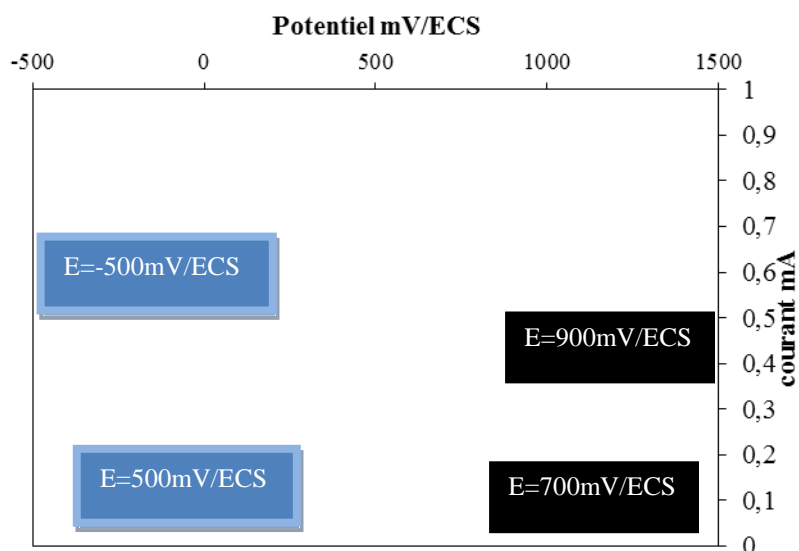 Potentiel mV/ECS
-500 0 500 1000 1500
1
0,9
0,8
0,7
E=-500mV/ECS
0,6
0,5
E=900mV/ECS
0,4
0,3
0,2
E=500mV/ECS
E=700mV/ECS
0,1
0
courant mA